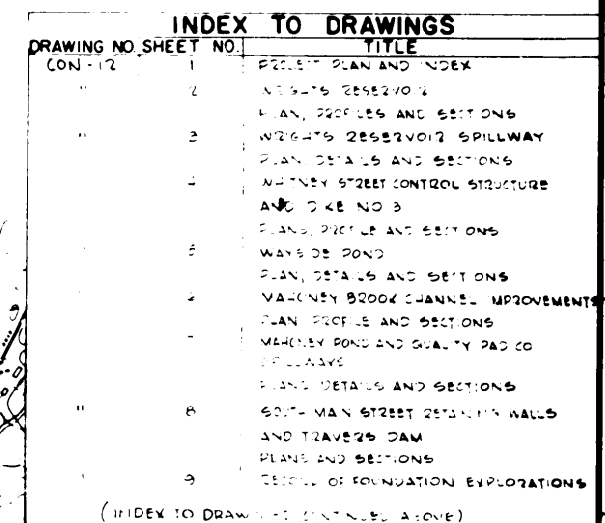 INDEX TO DRAWINGS
DRAWING NO. SHEET NO. TITLE
CON-12 1 PROJECT PLAN AND INDEX
" 2 WRIGHTS RESERVOIR
PLAN, PROFILES AND SECTIONS
" 3 WRIGHTS RESERVOIR SPILLWAY
PLAN, DETAILS AND SECTIONS
4 WHITNEY STREET CONTROL STRUCTURE
AND DIKE NO 3
PLANS, PROFILE AND SECTIONS
5 WAYSIDE POND
PLAN, DETAILS AND SECTIONS
MAHONEY BROOK CHANNEL IMPROVEMENTS
PLAN PROFILE AND SECTIONS
MAHONEY POND AND QUALITY PAD CO
SPILLWAYS
PLANS DETAILS AND SECTIONS
" 8 SOUTH MAIN STREET RETAINING WALLS
AND TRAVERS DAM
PLANS AND SECTIONS
" 9 RECORD OF FOUNDATION EXPLORATIONS
(INDEX TO DRAWINGS CONTINUED ABOVE)